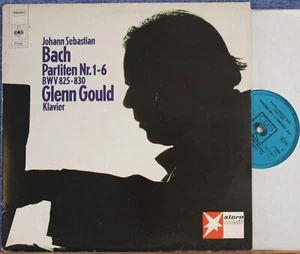 Johann Sebastian
Bach
Partiten Nr.1-6
BWV 825-830
Glenn Gould
Klavier
stern